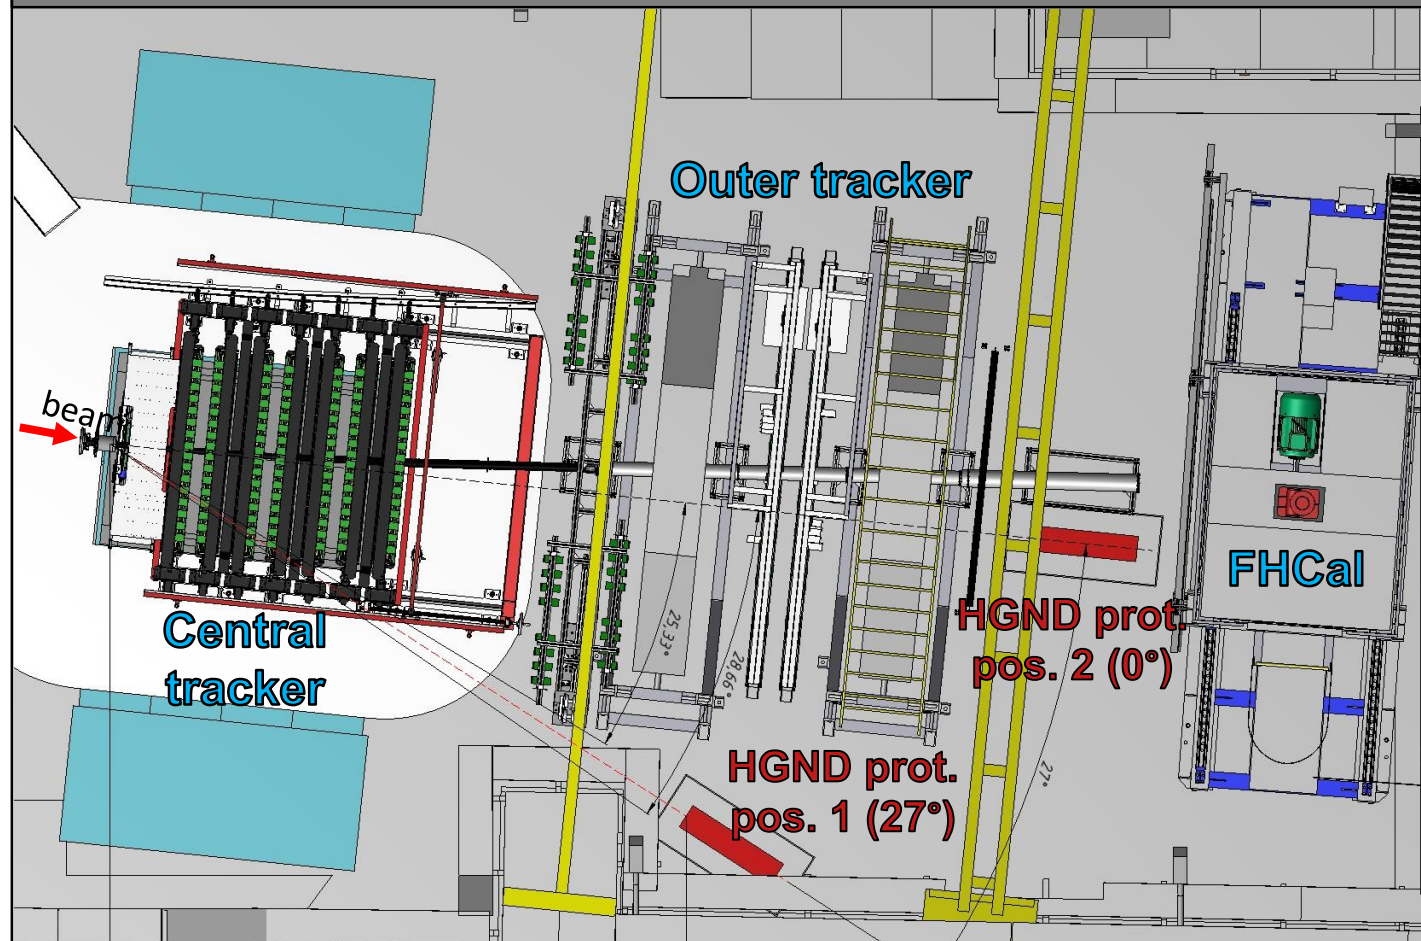 Outer tracker
beam
FHCal
Central
tracker
HGND prot.
pos. 2 (0°)
25,33°
28,66°
HGND prot.
pos. 1 (27°)
27°